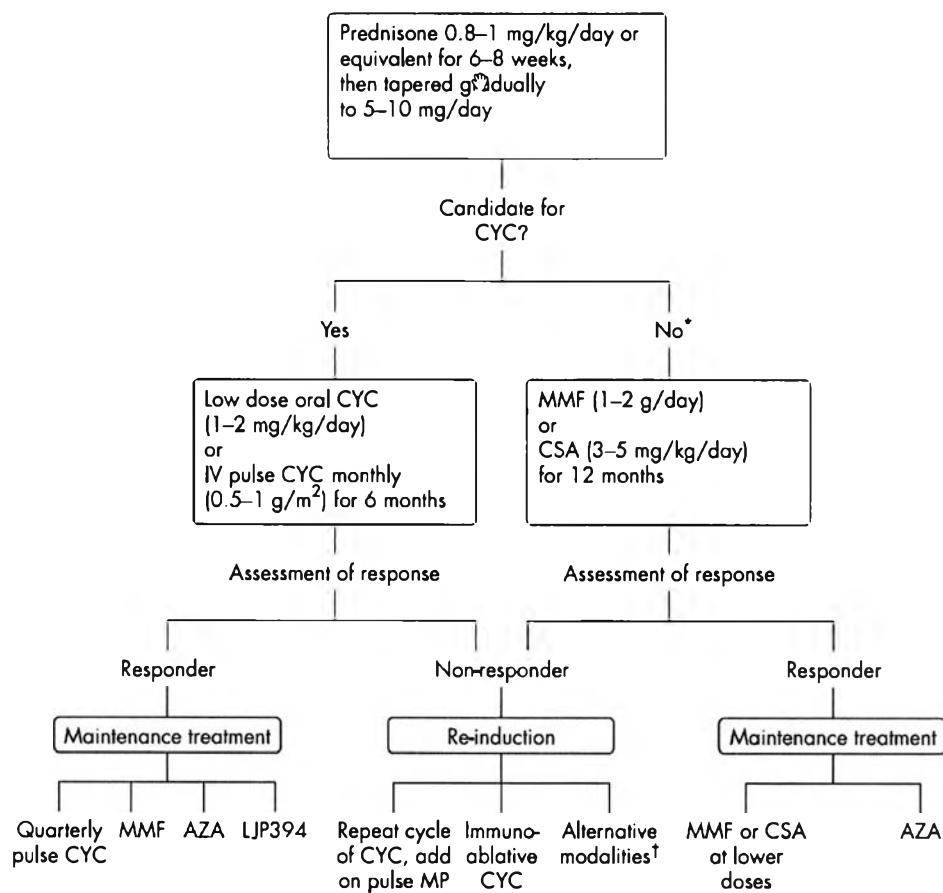 Prednisone 0.8–1 mg/kg/day or
equivalent for 6–8 weeks,
then tapered gradually
to 5–10 mg/day
Candidate for
CYC?
Yes
No*
Low dose oral CYC
(1–2 mg/kg/day)
or
IV pulse CYC monthly
(0.5–1 g/m²) for 6 months
MMF (1–2 g/day)
or
CSA (3–5 mg/kg/day)
for 12 months
Assessment of response
Assessment of response
Responder
Non-responder
Responder
Maintenance treatment
Re-induction
Maintenance treatment
Quarterly
pulse CYC
MMF
AZA
LJP394
Repeat cycle
of CYC, add
on pulse MP
Immuno-
ablative
CYC
Alternative
modalities†
MMF or CSA
at lower
doses
AZA